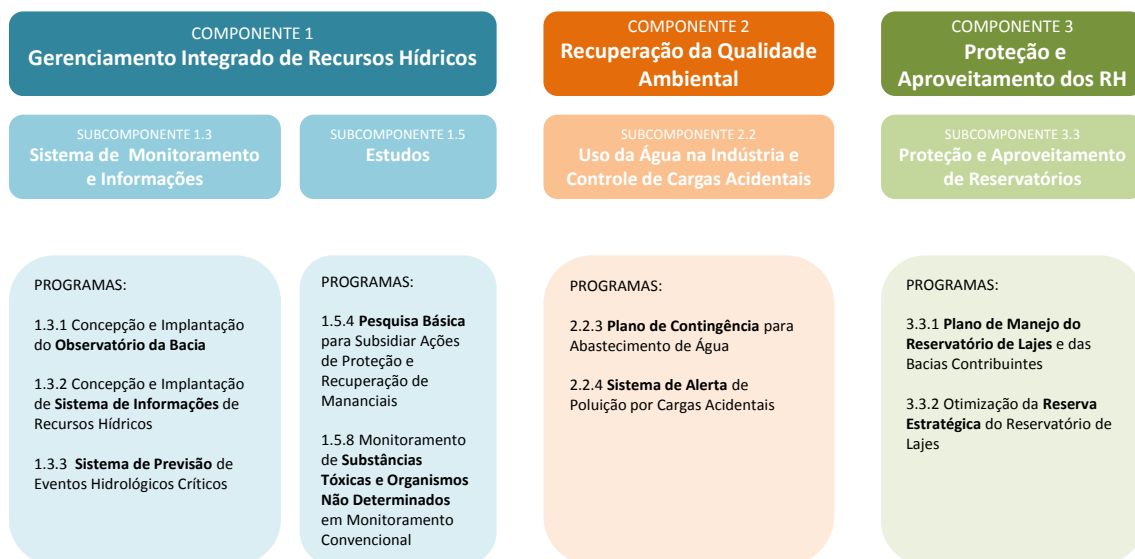 COMPONENTE 1
Gerenciamento Integrado de Recursos Hídricos
COMPONENTE 2
Recuperação da Qualidade
Ambiental
COMPONENTE 3
Proteção e
Aproveitamento dos RH
SUBCOMPONENTE 1.3
Sistema de Monitoramento
e Informações
SUBCOMPONENTE 1.5
Estudos
SUBCOMPONENTE 2.2
Uso da Água na Indústria e
Controle de Cargas Acidentais
SUBCOMPONENTE 3.3
Proteção e Aproveitamento
de Reservatórios
PROGRAMAS:
1.3.1 Concepção e Implantação
do Observatório da Bacia
1.3.2 Concepção e Implantação
de Sistema de Informações de
Recursos Hídricos
1.3.3 Sistema de Previsão de
Eventos Hidrológicos Críticos
PROGRAMAS:
1.5.4 Pesquisa Básica
para Subsidiar Ações
de Proteção e
Recuperação de
Mananciais
1.5.8 Monitoramento
de Substâncias
Tóxicas e Organismos
Não Determinados
em Monitoramento
Convencional
PROGRAMAS:
2.2.3 Plano de Contingência para
Abastecimento de Água
2.2.4 Sistema de Alerta de
Poluição por Cargas Acidentais
PROGRAMAS:
3.3.1 Plano de Manejo do
Reservatório de Lajes e das
Bacias Contribuintes
3.3.2 Otimização da Reserva
Estratégica do Reservatório de
Lajes